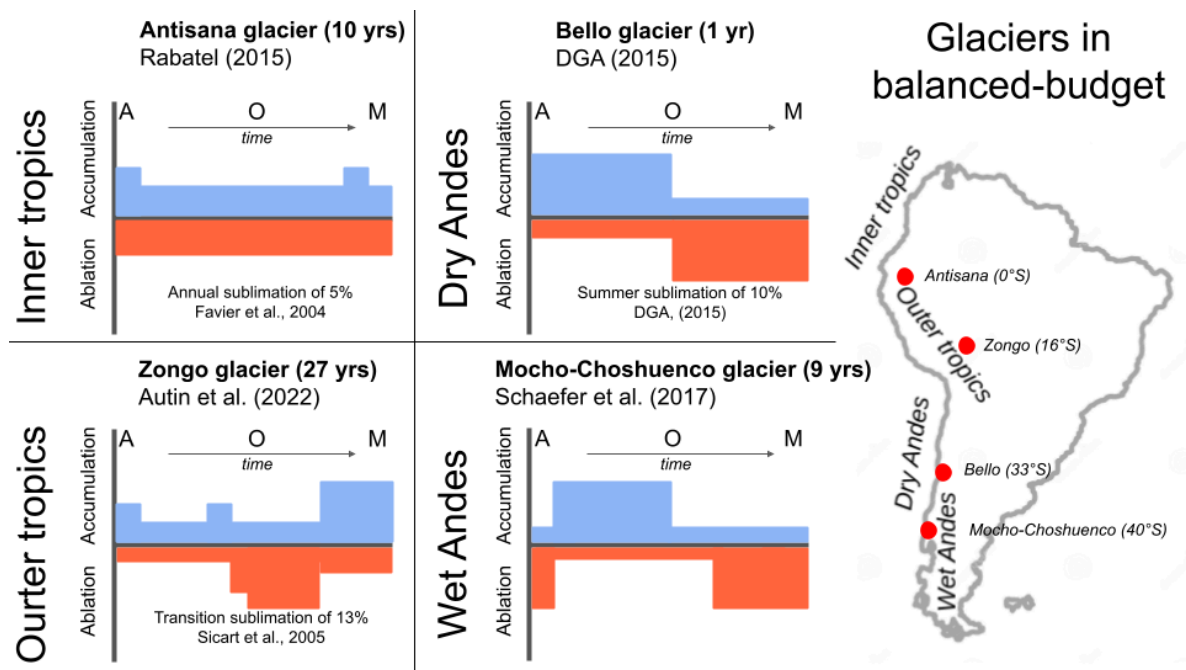 Antisana glacier (10 yrs)
Rabatel (2015)
Inner tropics
Accumulation
Ablation
A
O
M
time
Annual sublimation of 5%
Favier et al., 2004
Bello glacier (1 yr)
DGA (2015)
Dry Andes
Accumulation
Ablation
A
O
M
time
Summer sublimation of 10%
DGA, (2015)
Zongo glacier (27 yrs)
Autin et al. (2022)
Ourter tropics
Accumulation
Ablation
A
O
M
time
Transition sublimation of 13%
Sicart et al., 2005
Mocho-Choshuenco glacier (9 yrs)
Schaefer et al. (2017)
Wet Andes
Accumulation
Ablation
A
O
M
time
Glaciers in
balanced-budget
Inner tropics
Antisana (0°S)
Outer tropics
Zongo (16°S)
Dry Andes
Bello (33°S)
Wet Andes
Mocho-Choshuenco (40°S)